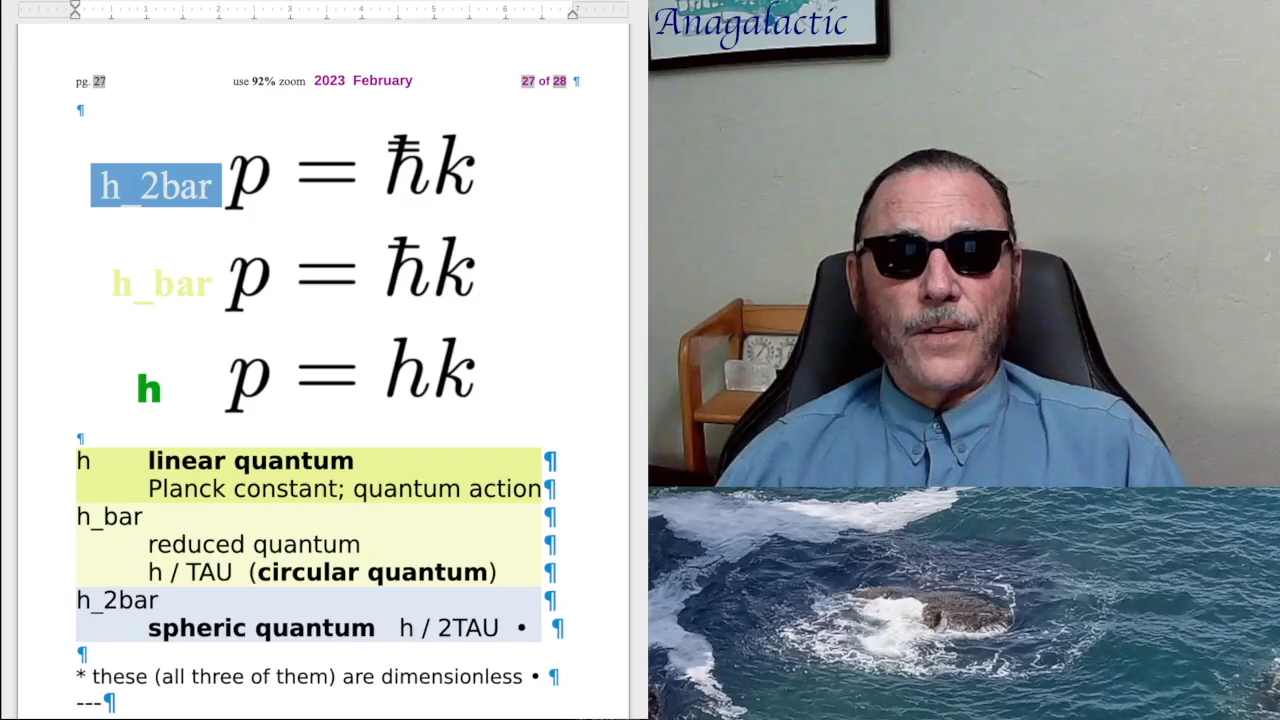 pg. 27 use 92% zoom 2023 February 27 of 28 ¶
¶
h_2bar p = ħ̄k
h_bar p = ħk
h p = hk
¶
h linear quantum ¶
Planck constant; quantum action¶
h_bar ¶
reduced quantum ¶
h / TAU (circular quantum) ¶
h_2bar ¶
spheric quantum h / 2TAU • ¶
¶
* these (all three of them) are dimensionless • ¶
---¶
Anagalactic